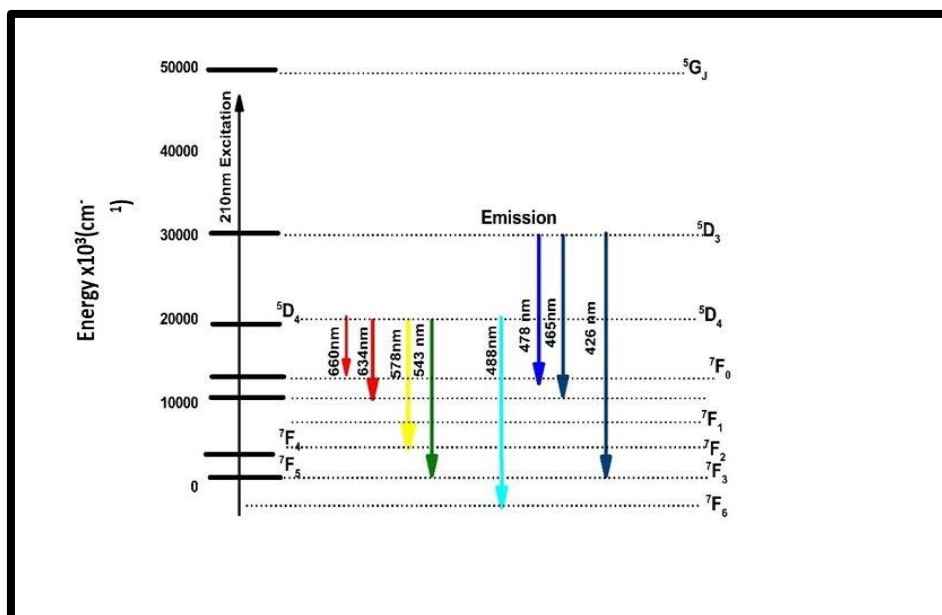 50000
⁵G_J
40000
210nm Excitation
Energy x10³(cm⁻
1)
Emission
30000
⁵D₃
⁵D₄
20000
⁵D₄
660nm
634nm
578nm
543 nm
488nm
478 nm
465nm
426 nm
⁷F₀
10000
⁷F₁
⁷F₄
⁷F₂
⁷F₅
⁷F₃
0
⁷F₆